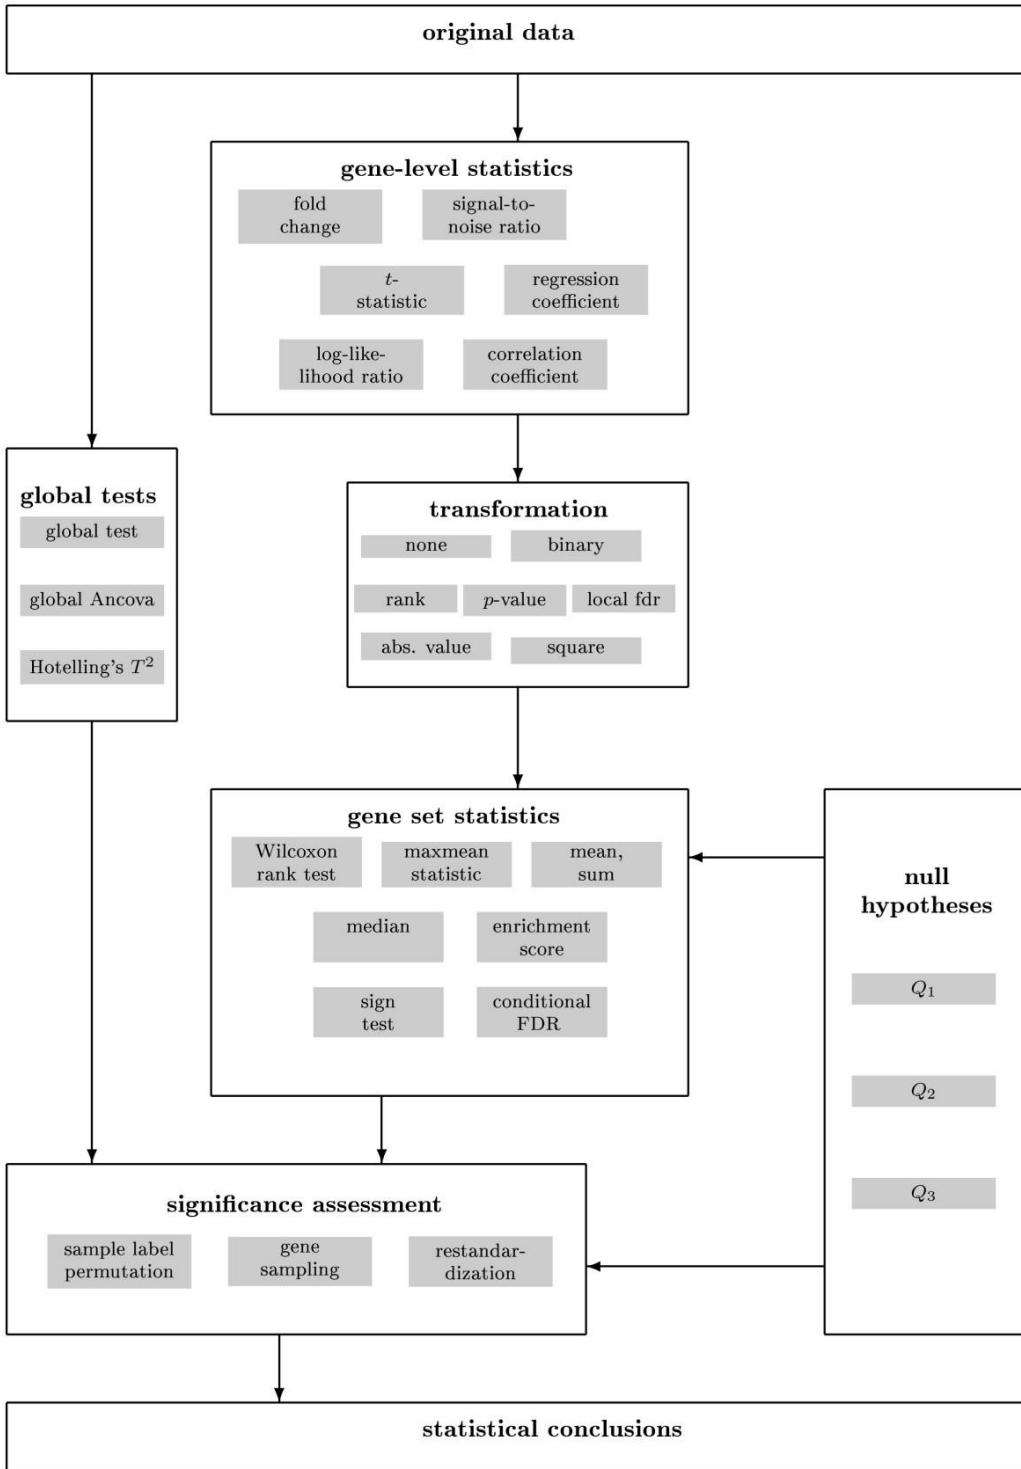 original data
gene-level statistics
fold
change
signal-to-
noise ratio
t-
statistic
regression
coefficient
log-like-
lihood ratio
correlation
coefficient
global tests
global test
global Ancova
Hotelling's T²
transformation
none
binary
rank
p-value
local fdr
abs. value
square
gene set statistics
Wilcoxon
rank test
maxmean
statistic
mean,
sum
median
enrichment
score
sign
test
conditional
FDR
null
hypotheses
Q₁
Q₂
Q₃
significance assessment
sample label
permutation
gene
sampling
restandar-
dization
statistical conclusions